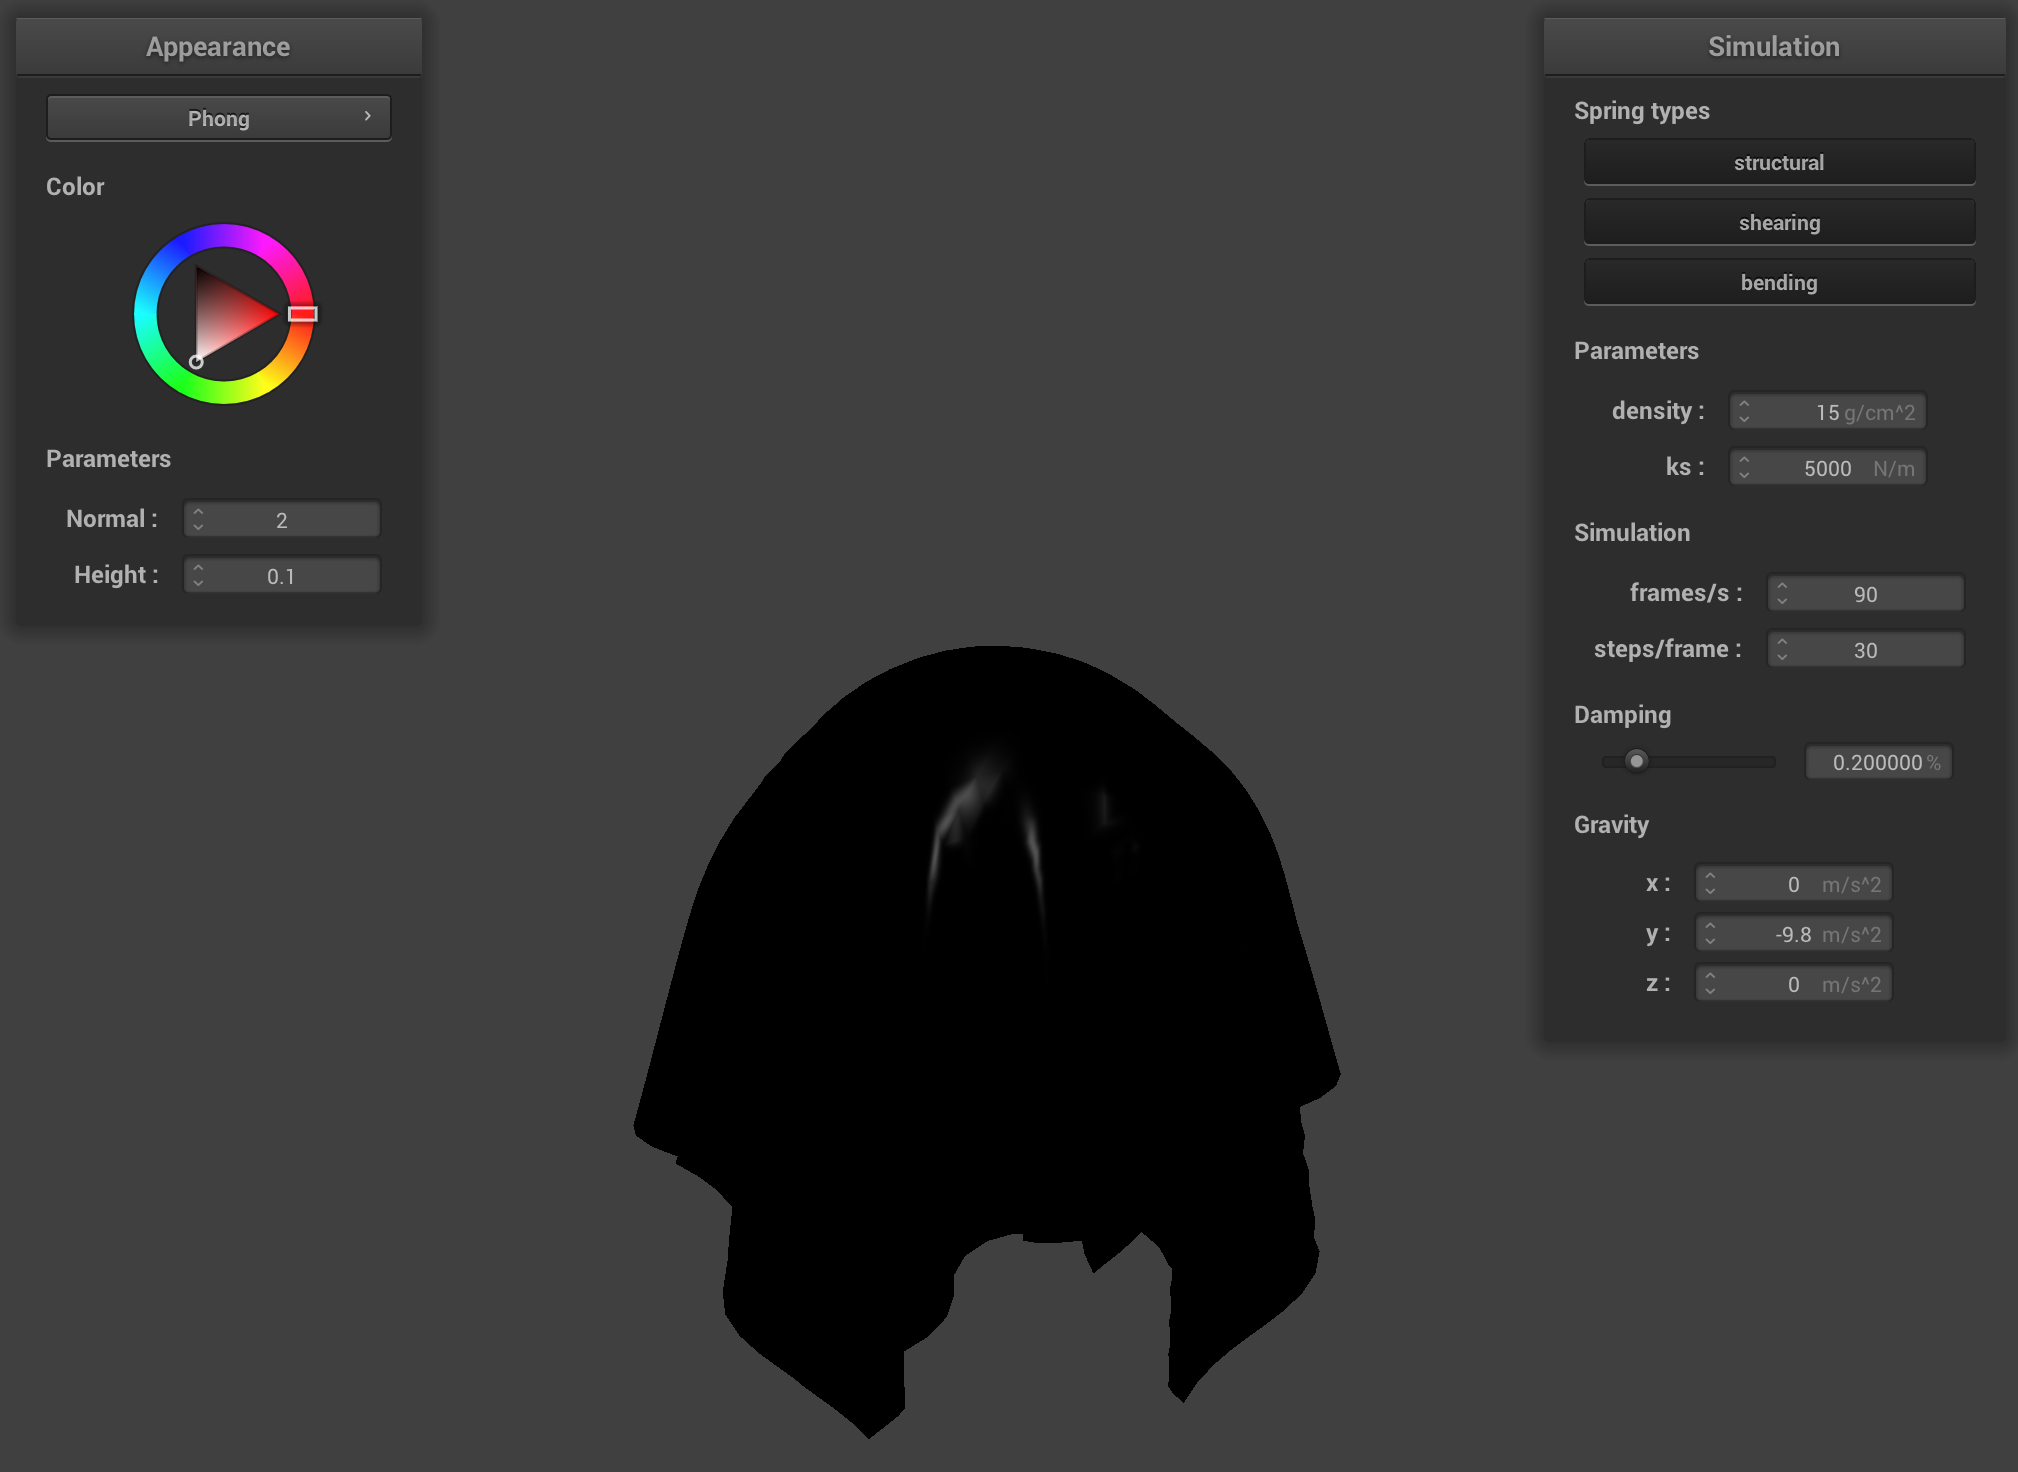 Appearance
Phong
Color
Parameters
Normal : 2
Height : 0.1
Simulation
Spring types
structural
shearing
bending
Parameters
density : 15 g/cm^2
ks : 5000 N/m
Simulation
frames/s : 90
steps/frame : 30
Damping
0.200000 %
Gravity
x : 0 m/s^2
y : -9.8 m/s^2
z : 0 m/s^2